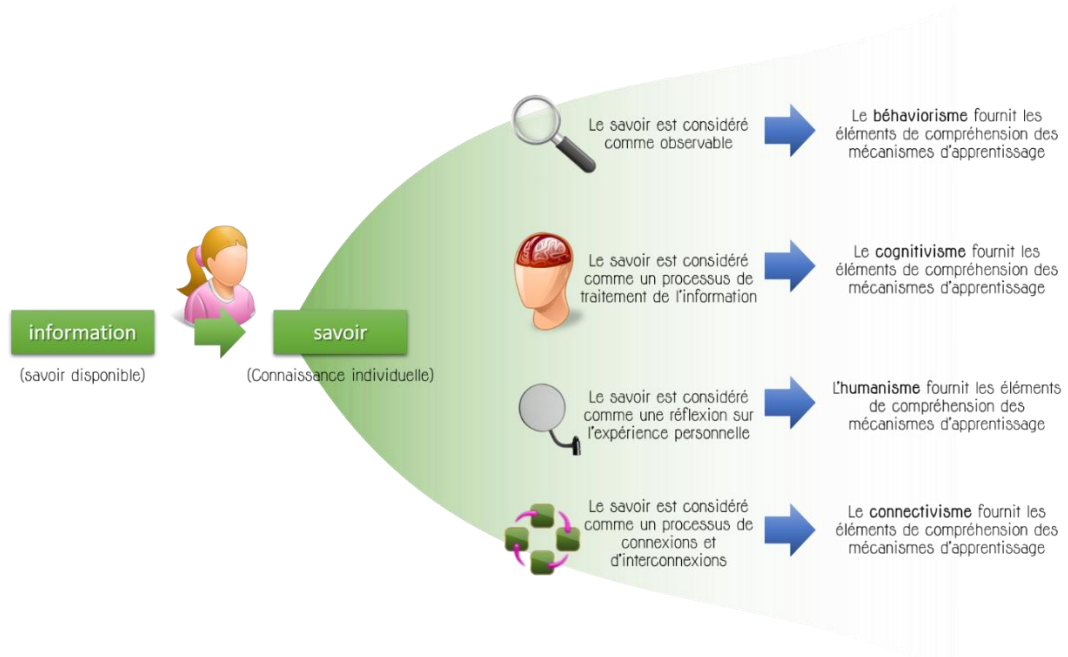 Le savoir est considéré
comme observable
Le béhaviorisme fournit les
éléments de compréhension des
mécanismes d'apprentissage
Le savoir est considéré
comme un processus de
traitement de l'information
Le cognitivisme fournit les
éléments de compréhension des
mécanismes d'apprentissage
information
(savoir disponible)
savoir
(Connaissance individuelle)
Le savoir est considéré
comme une réflexion sur
l'expérience personnelle
L'humanisme fournit les éléments
de compréhension des
mécanismes d'apprentissage
Le savoir est considéré
comme un processus de
connexions et
d'interconnexions
Le connectivisme fournit les
éléments de compréhension des
mécanismes d'apprentissage